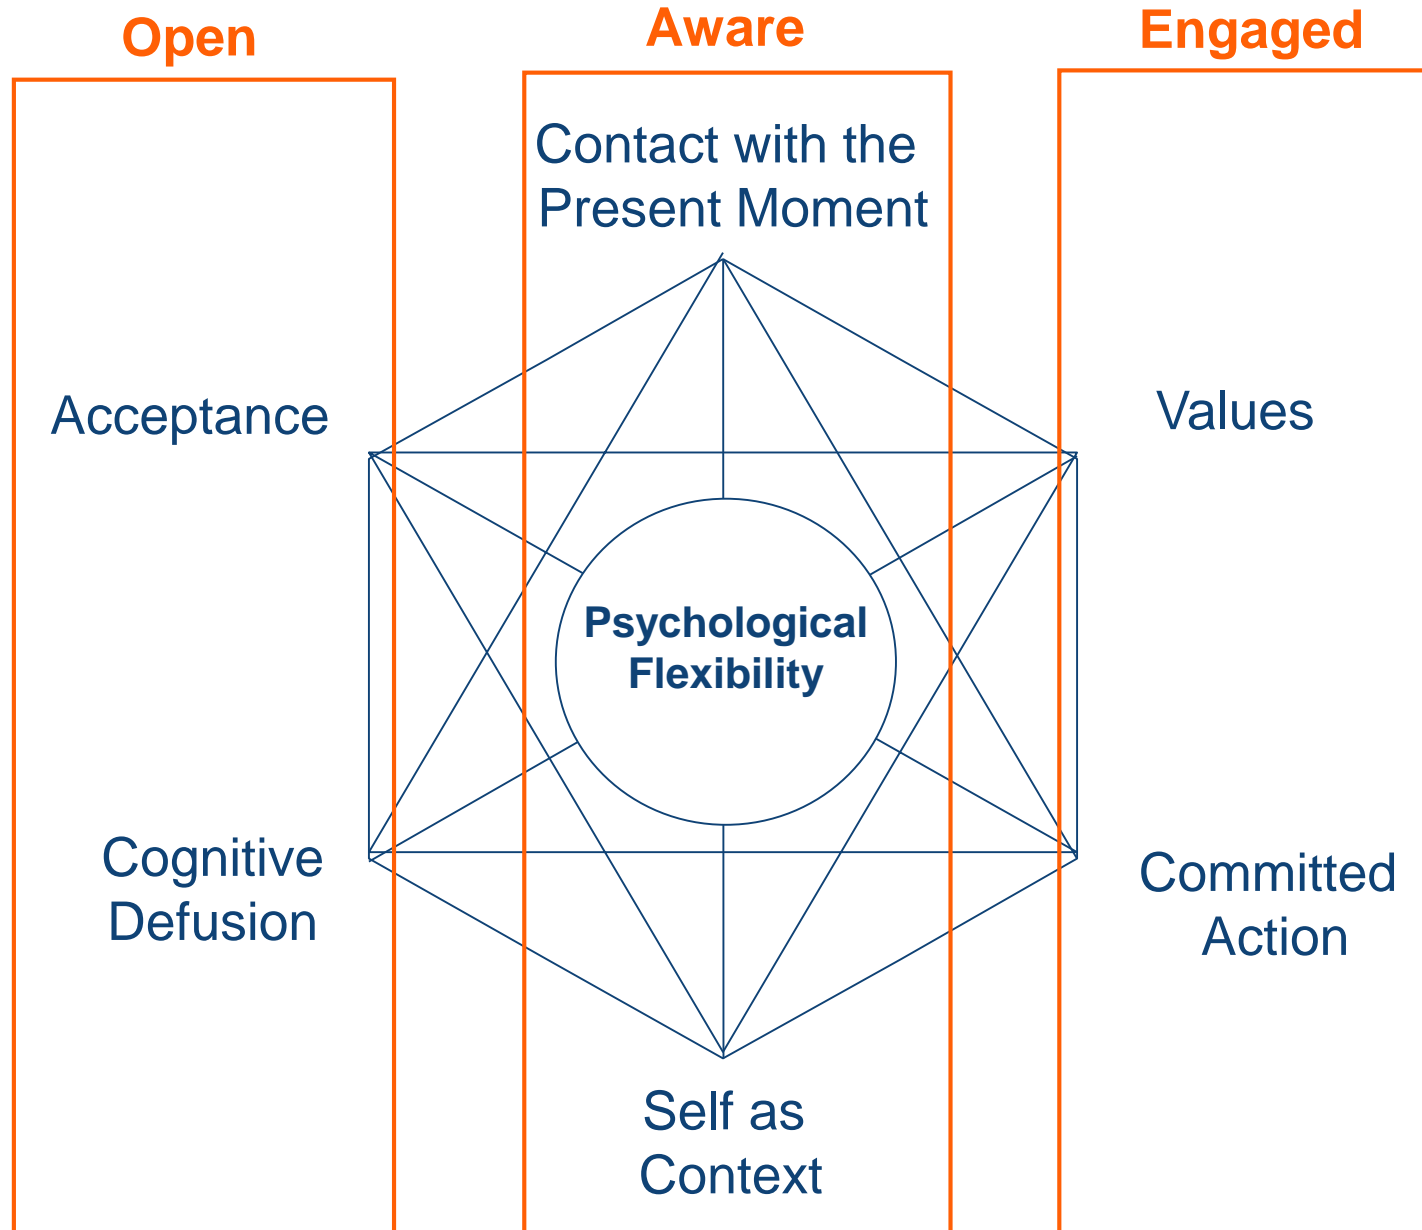 Open
Aware
Engaged
Contact with the
Present Moment
Acceptance
Values
Psychological
Flexibility
Cognitive
Defusion
Committed
Action
Self as
Context